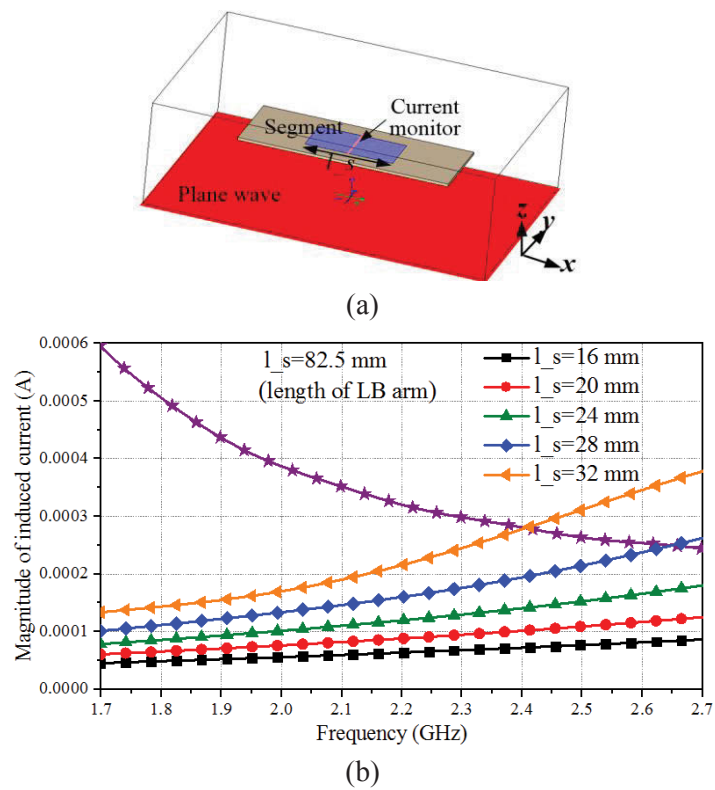 Current
monitor
Segment
l_s
Plane wave
z
y
x
(a)
0.0006
0.0005
0.0004
0.0003
0.0002
0.0001
0.0000
Magnitude of induced current (A)
l_s=82.5 mm
(length of LB arm)
l_s=16 mm
l_s=20 mm
l_s=24 mm
l_s=28 mm
l_s=32 mm
1.7 1.8 1.9 2.0 2.1 2.2 2.3 2.4 2.5 2.6 2.7
Frequency (GHz)
(b)